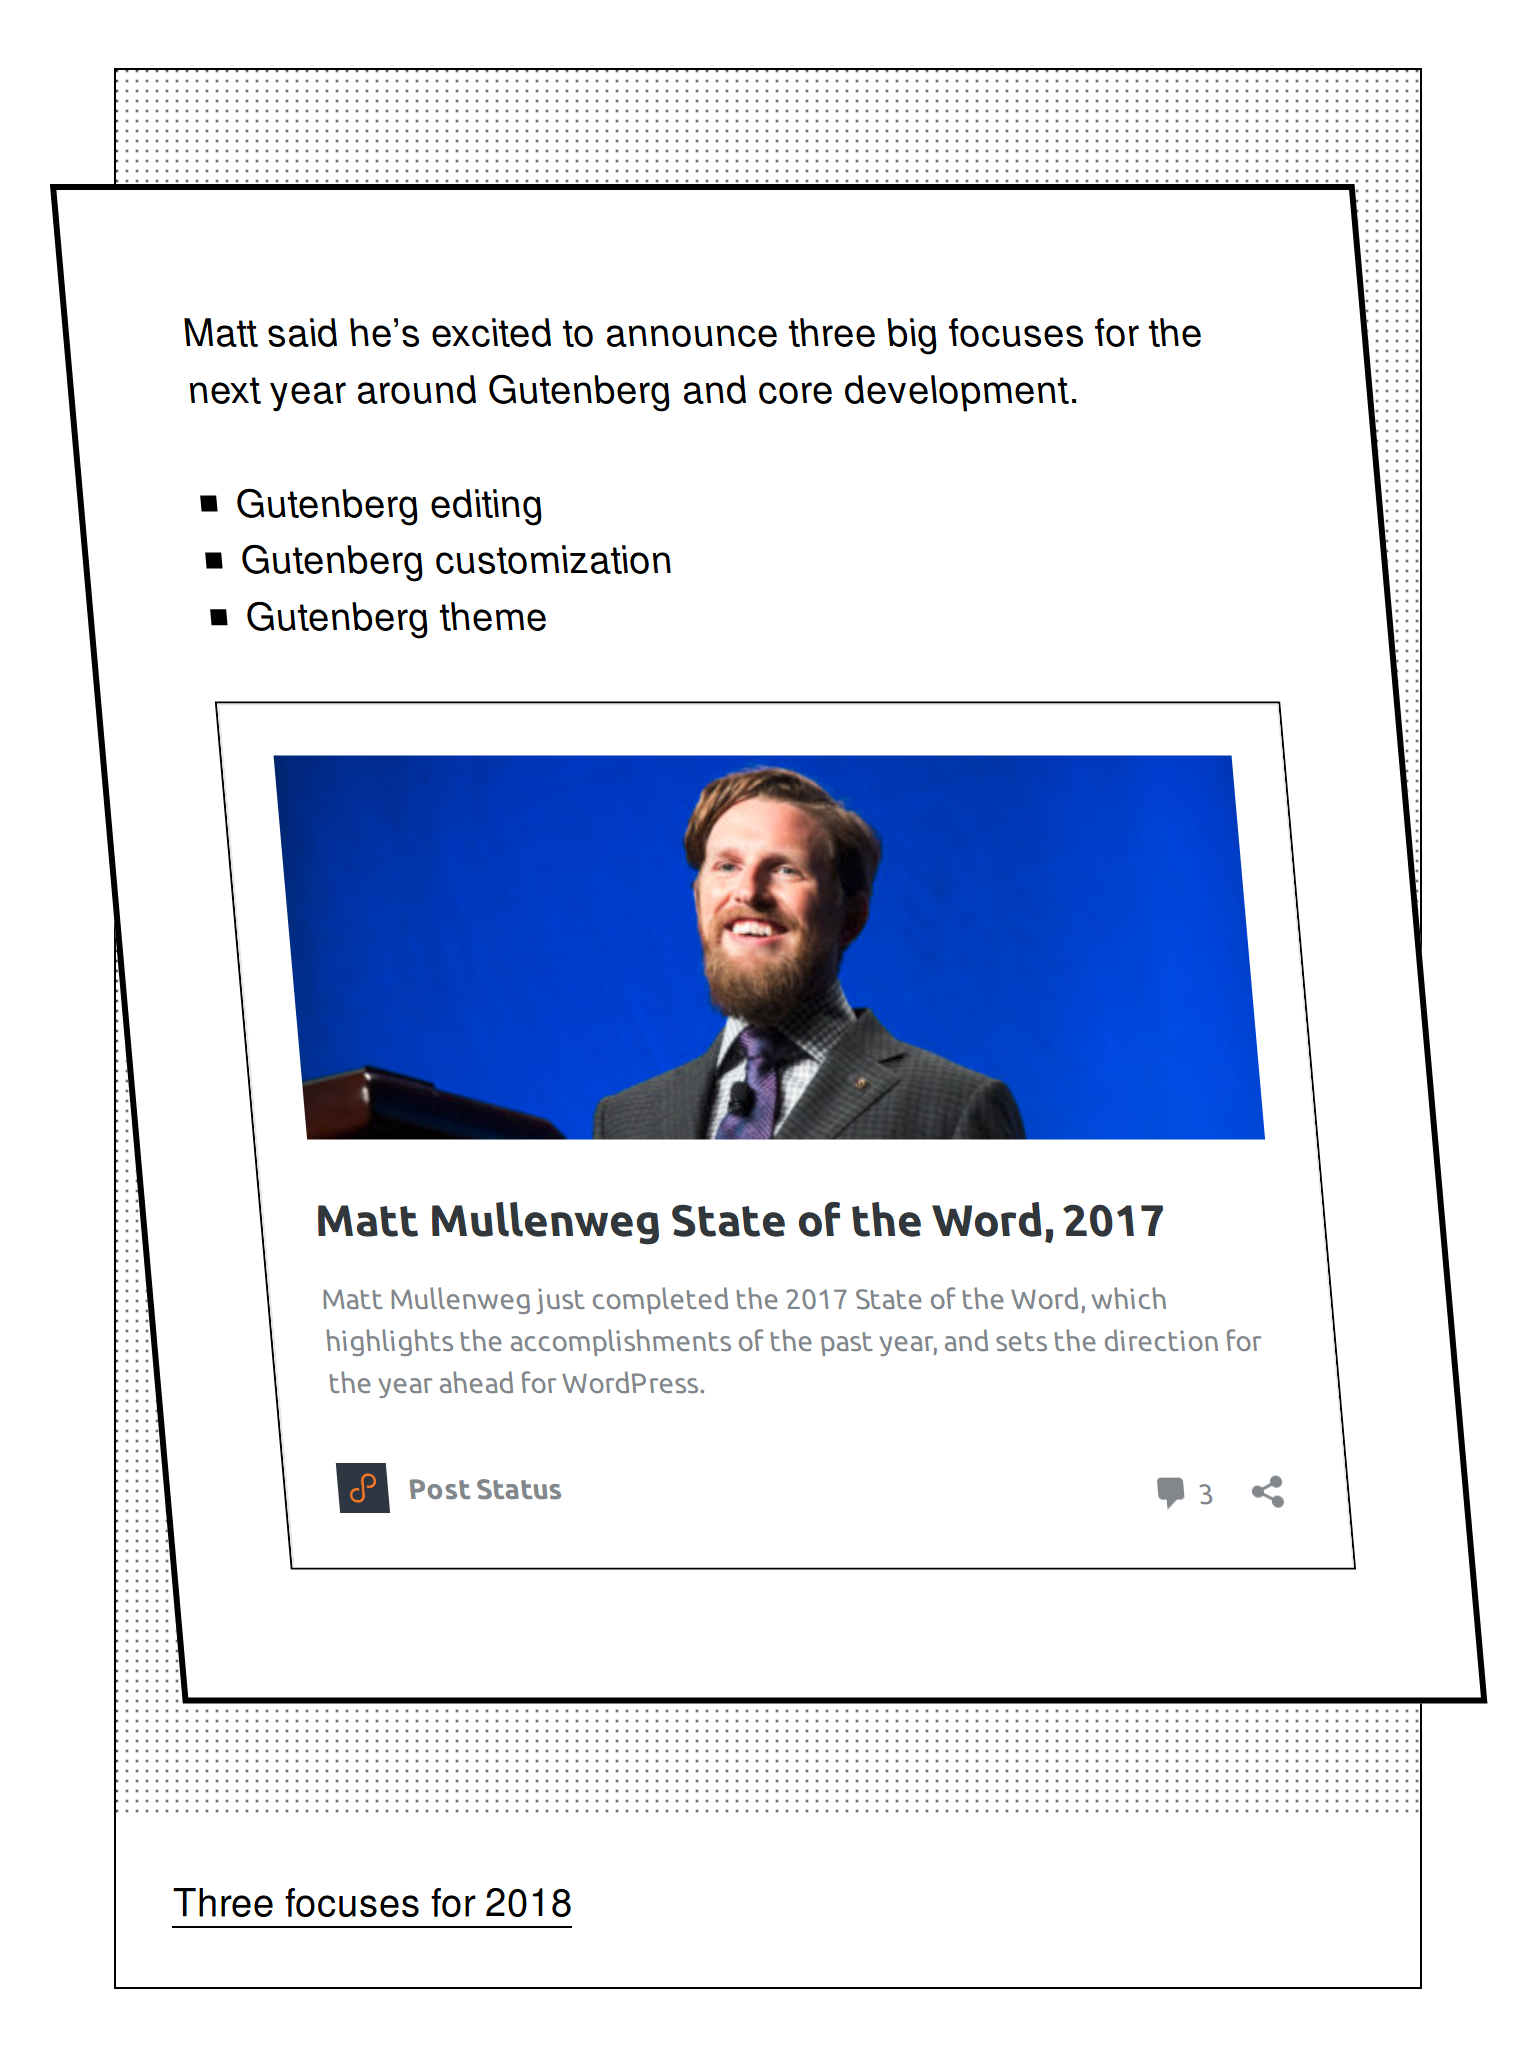 Matt said he’s excited to announce three big focuses for the
next year around Gutenberg and core development.
Gutenberg editing
Gutenberg customization
Gutenberg theme
Matt Mullenweg State of the Word, 2017
Matt Mullenweg just completed the 2017 State of the Word, which
highlights the accomplishments of the past year, and sets the direction for
the year ahead for WordPress.
Post Status
3
Three focuses for 2018